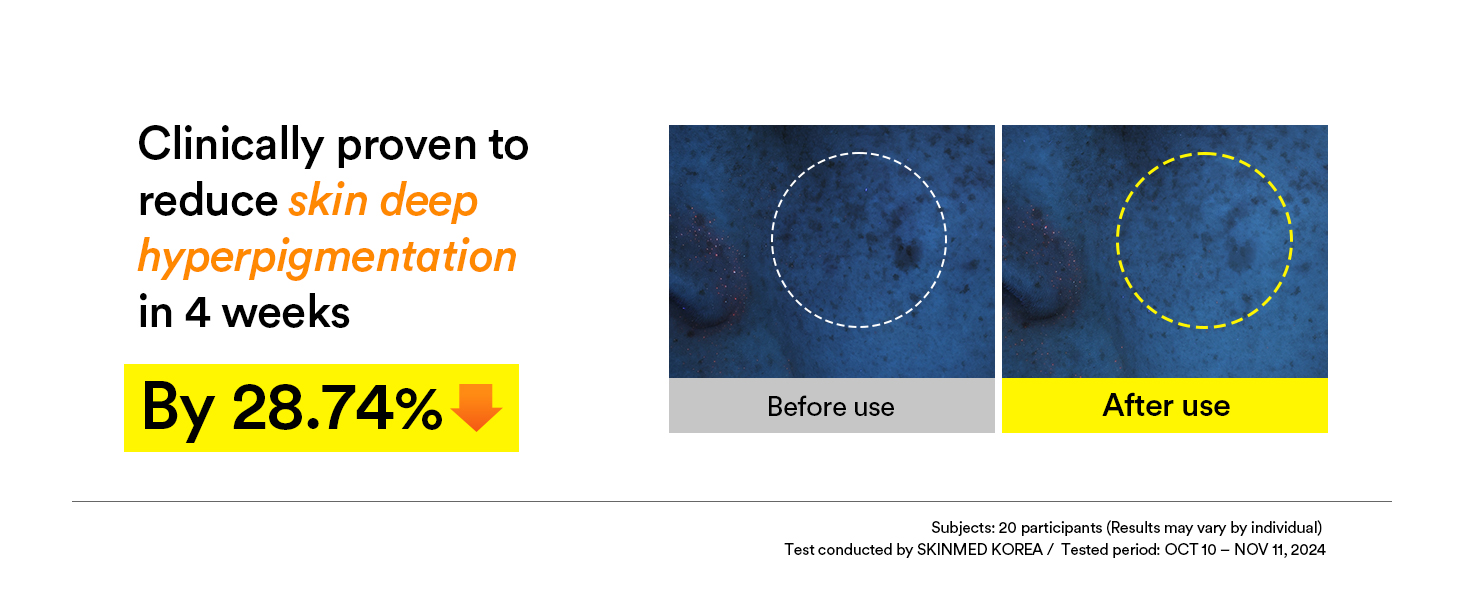 Clinically proven to
reduce skin deep
hyperpigmentation
in 4 weeks
By 28.74%
Before use
After use
Subjects: 20 participants (Results may vary by individual)
Test conducted by SKINMED KOREA / Tested period: OCT 10 – NOV 11, 2024